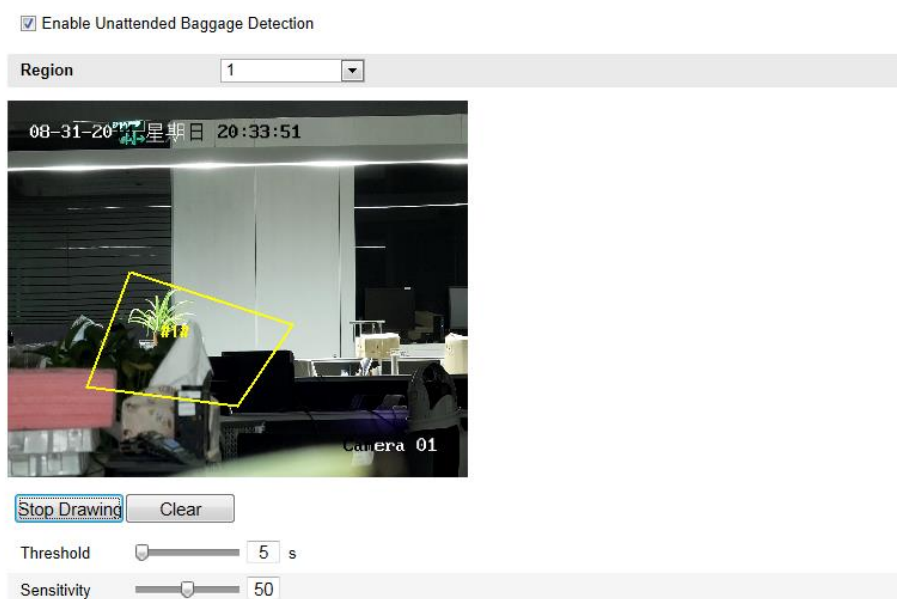 Enable Unattended Baggage Detection
Region 1
08-31-20 星期日 20:33:51
#1#
Camera 01
Stop Drawing Clear
Threshold 5 s
Sensitivity 50